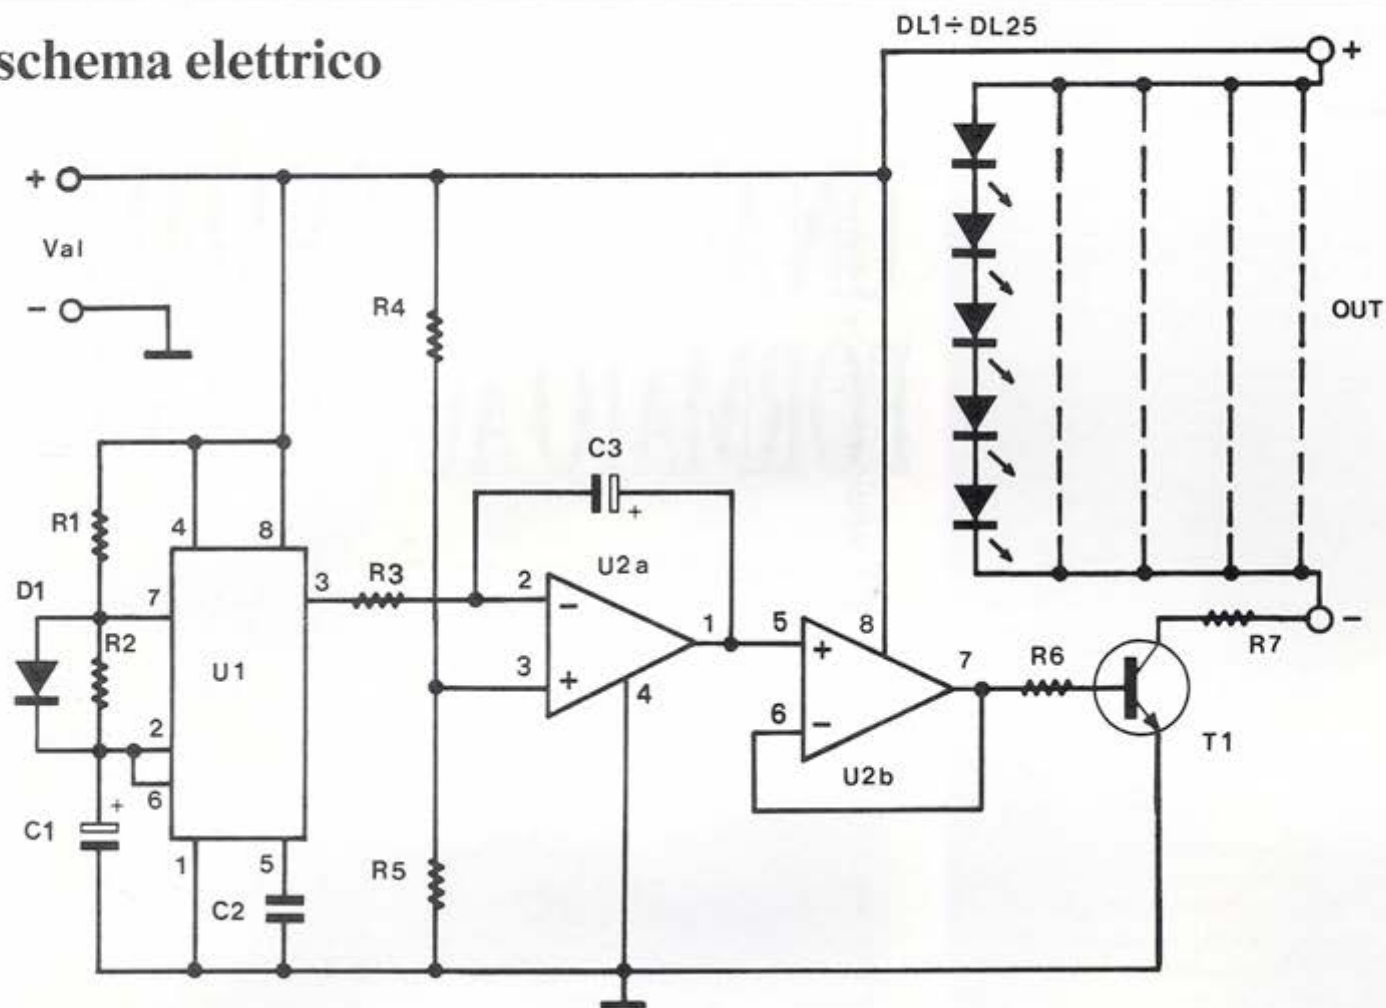 schema elettrico
DL1÷DL25
+
+
Val
−
R4
OUT
C3
+
R1
4
8
U2a
D1
7
3
R3
2
−
R2
U1
1
5
8
+
7
R6
R7
−
3
+
4
6
−
2
T1
6
U2b
+
C1
1
5
R5
C2